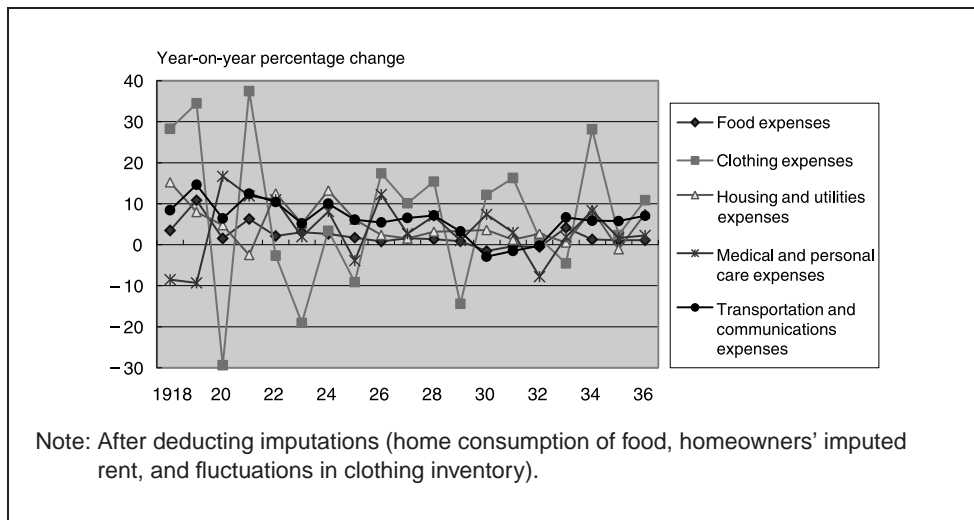 Year-on-year percentage change
40
30
20
10
0
−10
−20
−30
1918 20 22 24 26 28 30 32 34 36
Food expenses
Clothing expenses
Housing and utilities
expenses
Medical and personal
care expenses
Transportation and
communications
expenses
Note: After deducting imputations (home consumption of food, homeowners’ imputed
rent, and fluctuations in clothing inventory).